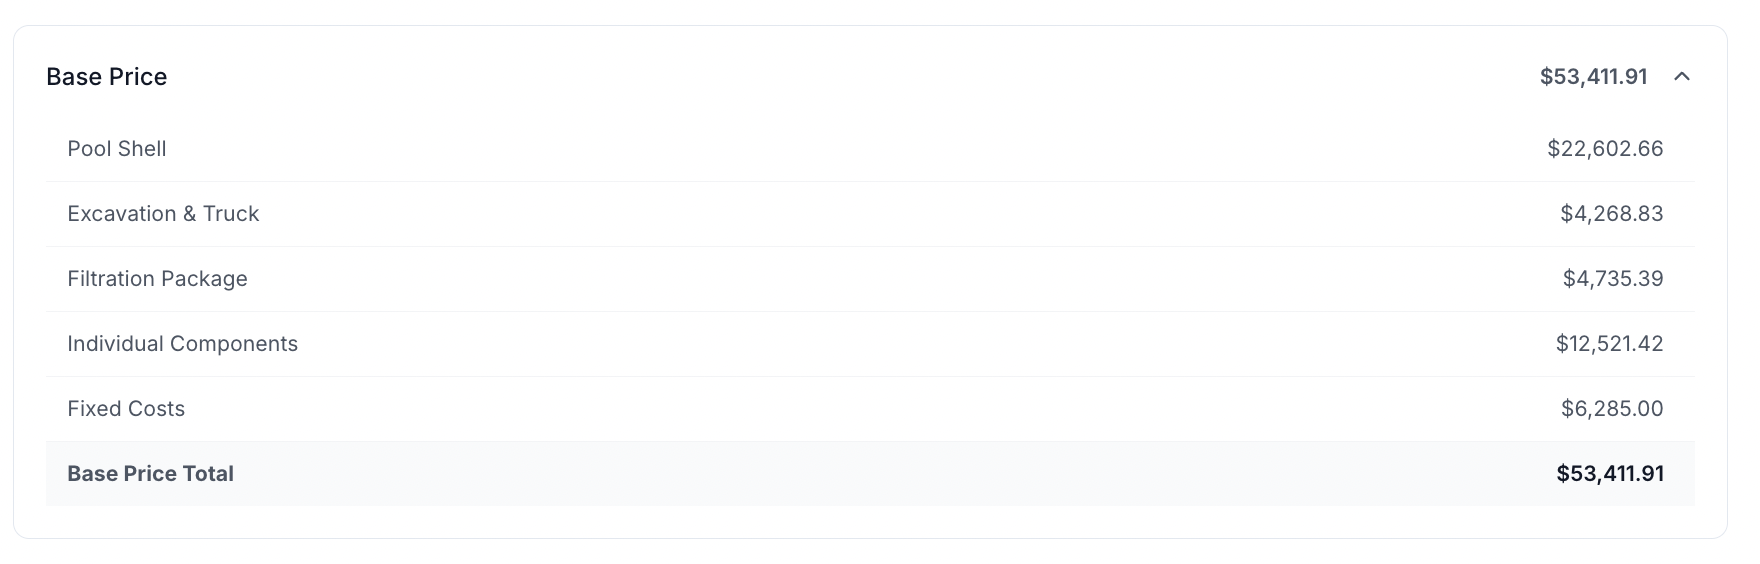 Base Price $53,411.91
Pool Shell $22,602.66
Excavation & Truck $4,268.83
Filtration Package $4,735.39
Individual Components $12,521.42
Fixed Costs $6,285.00
Base Price Total $53,411.91